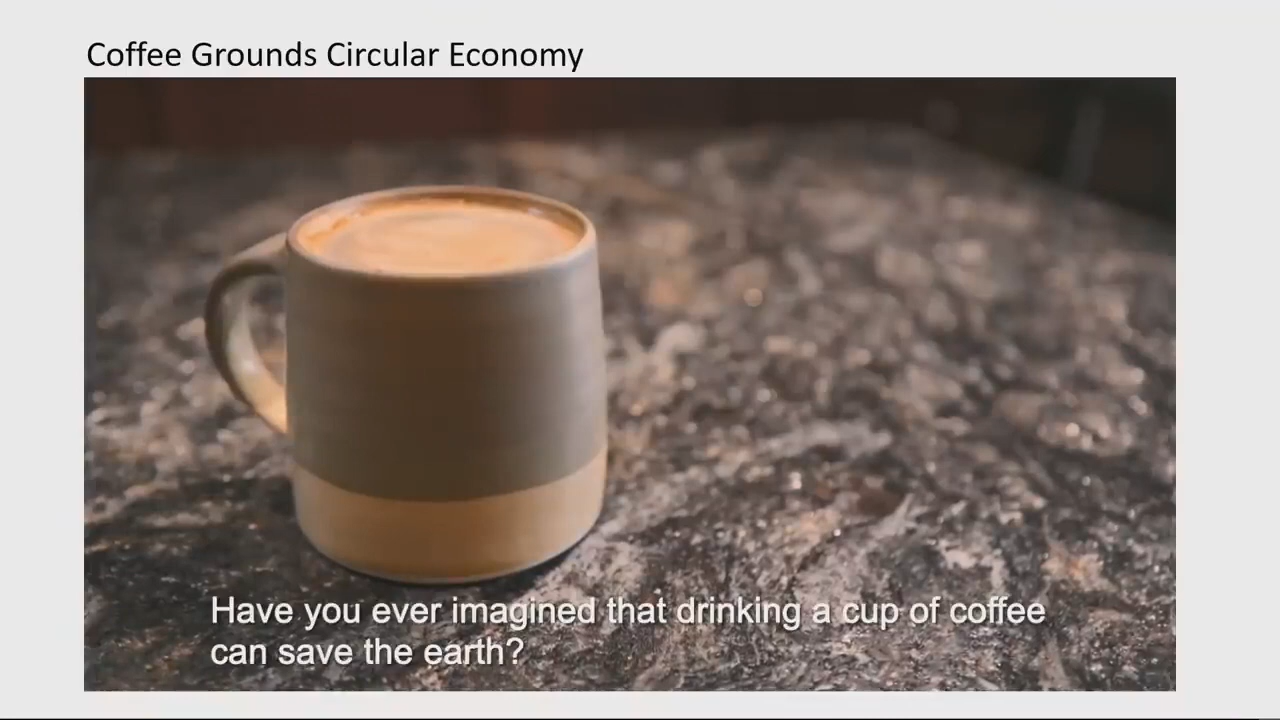 Coffee Grounds Circular Economy
Have you ever imagined that drinking a cup of coffee
can save the earth?